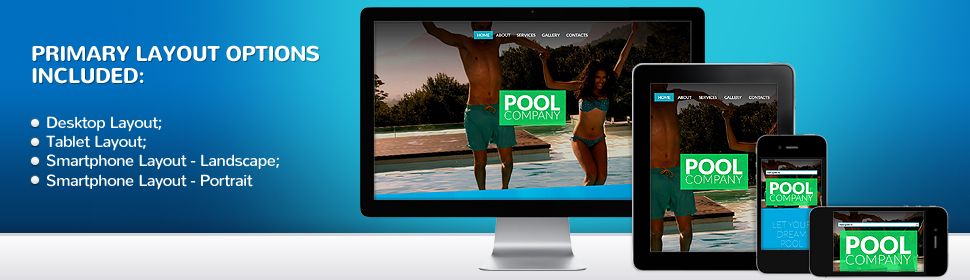 PRIMARY LAYOUT OPTIONS
INCLUDED:
Desktop Layout;
Tablet Layout;
Smartphone Layout - Landscape;
Smartphone Layout - Portrait
HOME ABOUT SERVICES GALLERY CONTACTS
POOL
COMPANY
HOME ABOUT SERVICES GALLERY CONTACTS
POOL
COMPANY
POOL
COMPANY
LET YOUR
DREAM
POOL
POOL
COMPANY